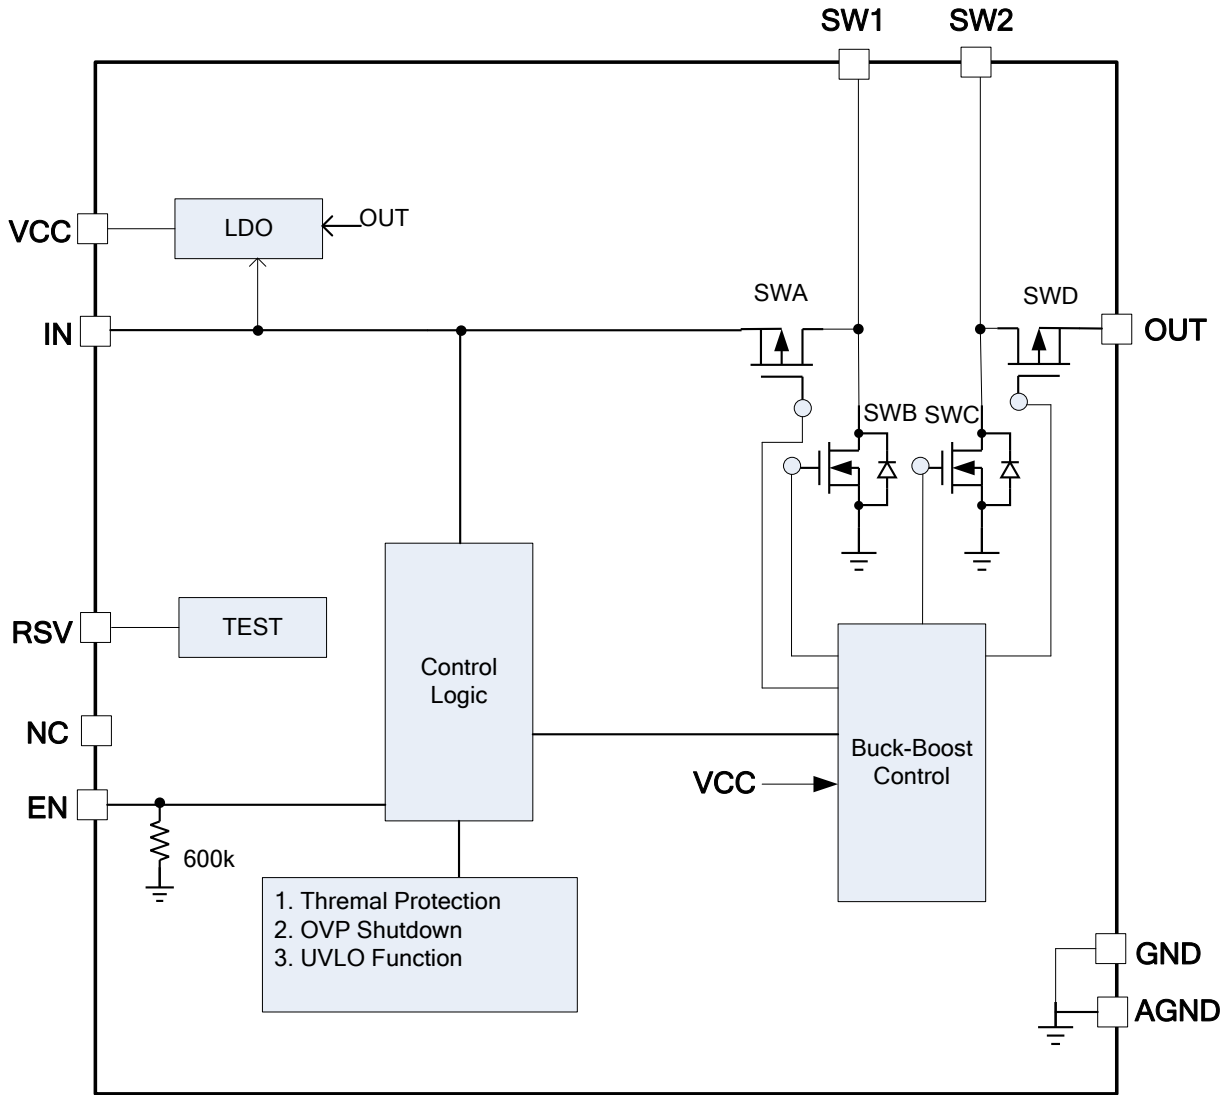 SW1 SW2
VCC
LDO
OUT
IN
SWA
SWD
OUT
SWB SWC
RSV
TEST
Control
Logic
NC
Buck-Boost
Control
VCC
EN
600k
1. Thremal Protection
2. OVP Shutdown
3. UVLO Function
GND
AGND